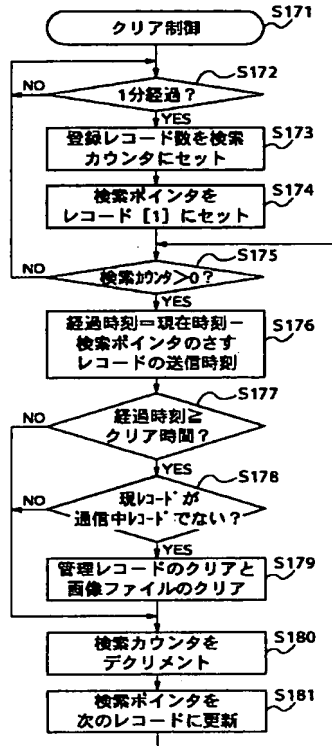 S171
クリア制御
S172
NO
1分経過?
YES
S173
登録レコード数を検索
カウンタにセット
S174
検索ポインタを
レコード [1] にセット
S175
NO
検索カウンタ>0?
YES
S176
経過時刻=現在時刻-
検索ポインタのさす
レコードの送信時刻
S177
NO
経過時刻≧
クリア時間?
YES
S178
NO
現レコードが
通信中レコードでない?
YES
S179
管理レコードのクリアと
画像ファイルのクリア
S180
検索カウンタを
デクリメント
S181
検索ポインタを
次のレコードに更新